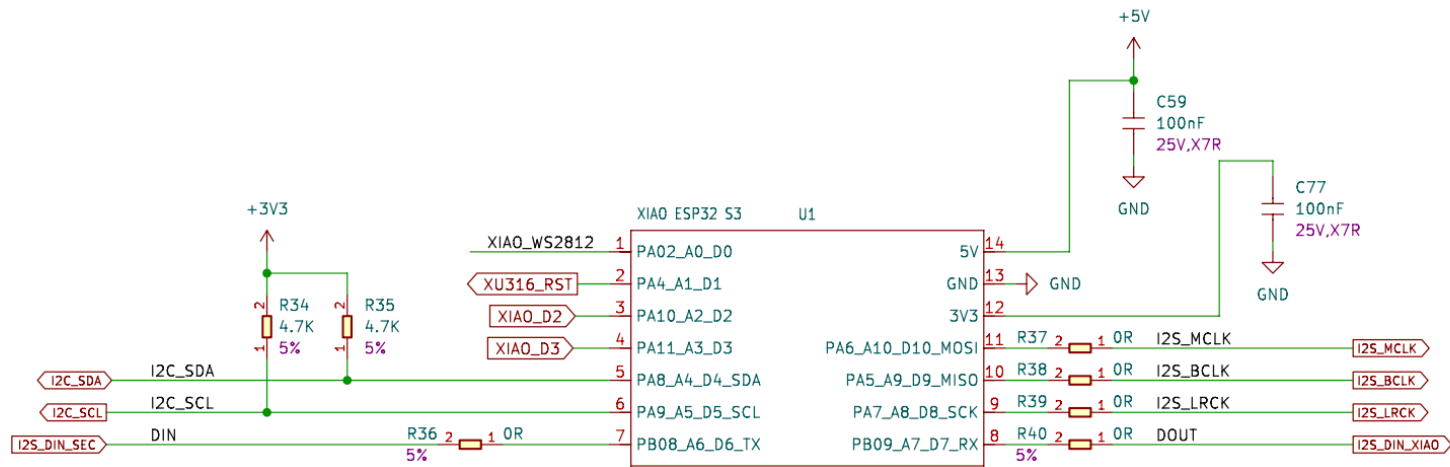 +5V
C59
100nF
25V,X7R
GND
C77
100nF
25V,X7R
GND
+3V3
XIAO ESP32 S3 U1
XIAO_WS2812 1 PA02_A0_D0 5V 14
XU316_RST 2 PA4_A1_D1 GND 13 GND
XIAO_D2 3 PA10_A2_D2 3V3 12
XIAO_D3 4 PA11_A3_D3 PA6_A10_D10_MOSI 11 R37 2 1 0R I2S_MCLK I2S_MCLK
2 R34 4.7K 5% 1
2 R35 4.7K 5% 1
I2C_SDA I2C_SDA 5 PA8_A4_D4_SDA PA5_A9_D9_MISO 10 R38 2 1 0R I2S_BCLK I2S_BCLK
I2C_SCL I2C_SCL 6 PA9_A5_D5_SCL PA7_A8_D8_SCK 9 R39 2 1 0R I2S_LRCK I2S_LRCK
I2S_DIN_SEC DIN R36 2 1 0R 7 PB08_A6_D6_TX PB09_A7_D7_RX 8 R40 2 1 0R DOUT I2S_DIN_XIAO
5% 5%